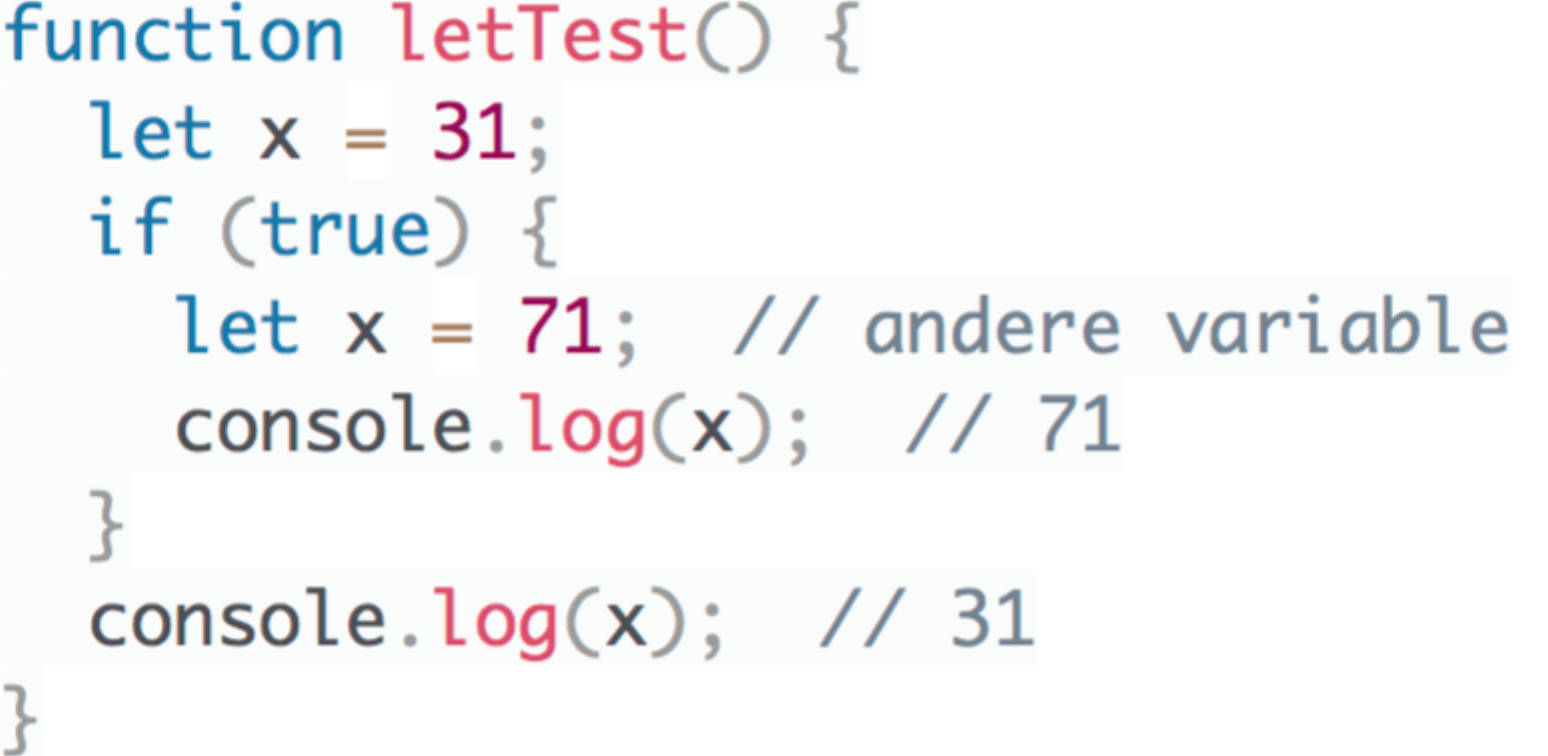 function letTest() {
  let x = 31;
  if (true) {
    let x = 71;  // andere variable
    console.log(x);  // 71
  }
  console.log(x);  // 31
}